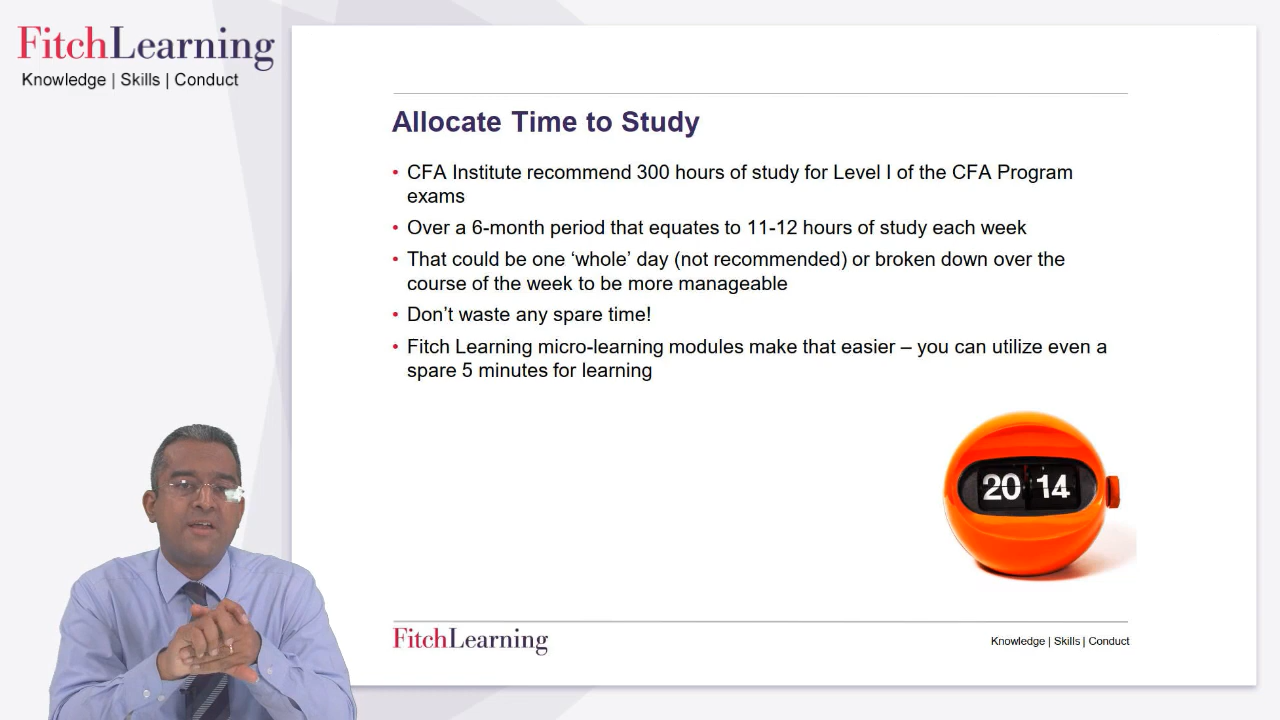 FitchLearning
Knowledge | Skills | Conduct
Allocate Time to Study
• CFA Institute recommend 300 hours of study for Level I of the CFA Program
exams
• Over a 6-month period that equates to 11-12 hours of study each week
• That could be one ‘whole’ day (not recommended) or broken down over the
course of the week to be more manageable
• Don’t waste any spare time!
• Fitch Learning micro-learning modules make that easier – you can utilize even a
spare 5 minutes for learning
20 14
FitchLearning
Knowledge | Skills | Conduct